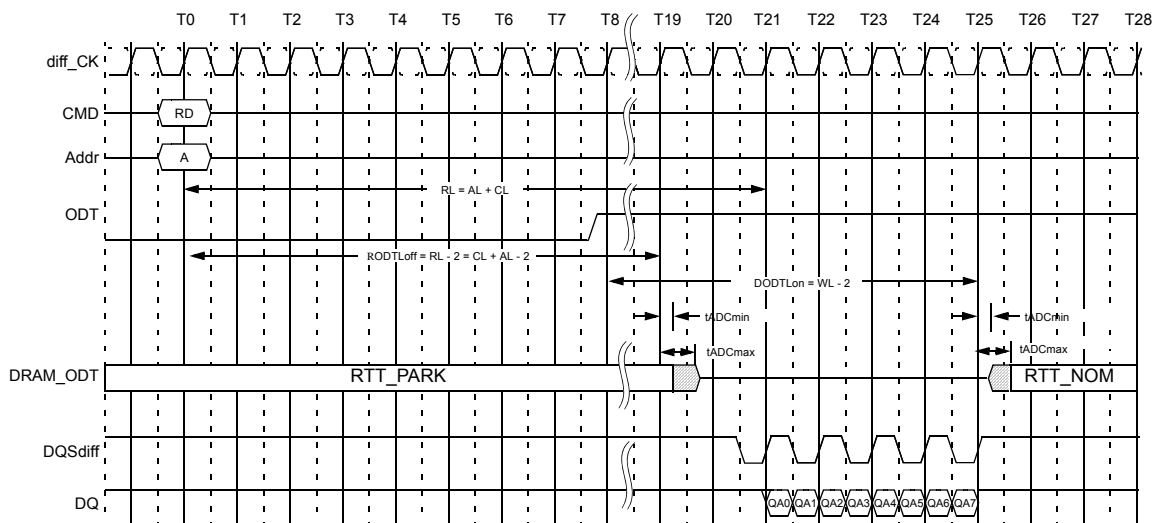 T0 T1 T2 T3 T4 T5 T6 T7 T8 T19 T20 T21 T22 T23 T24 T25 T26 T27 T28
diff_CK
CMD RD
Addr A
RL = AL + CL
ODT
RODTLoff = RL - 2 = CL + AL - 2
DODTLon = WL - 2
tADCmin tADCmin
tADCmax tADCmax
DRAM_ODT RTT_PARK RTT_NOM
DQSdiff
DQ QA0 QA1 QA2 QA3 QA4 QA5 QA6 QA7